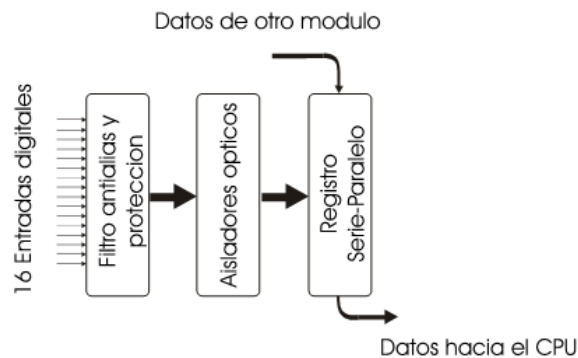 Datos de otro modulo
16 Entradas digitales
Filtro antialias y
proteccion
Aisladores opticos
Registro
Serie-Paralelo
Datos hacia el CPU